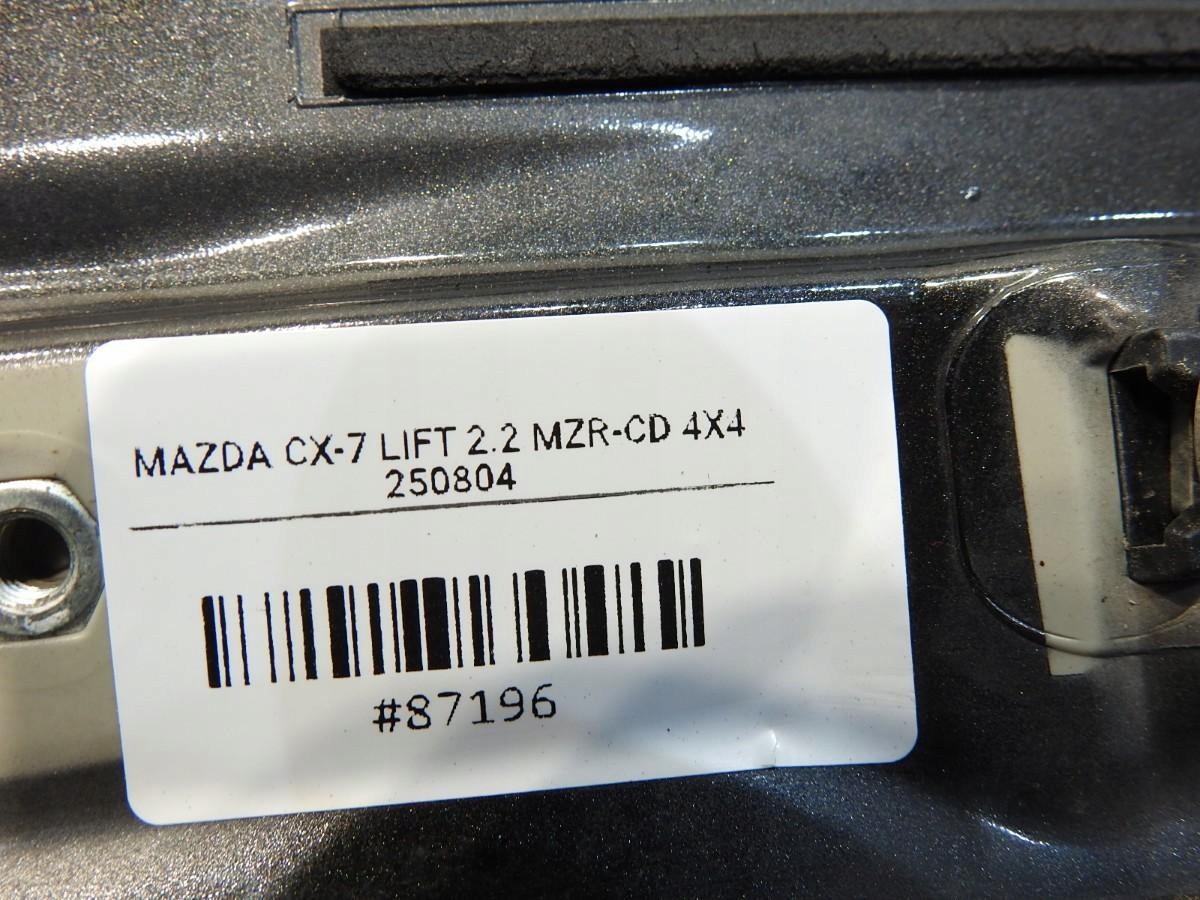 MAZDA CX-7 LIFT 2.2 MZR-CD 4X4
250804
#87196